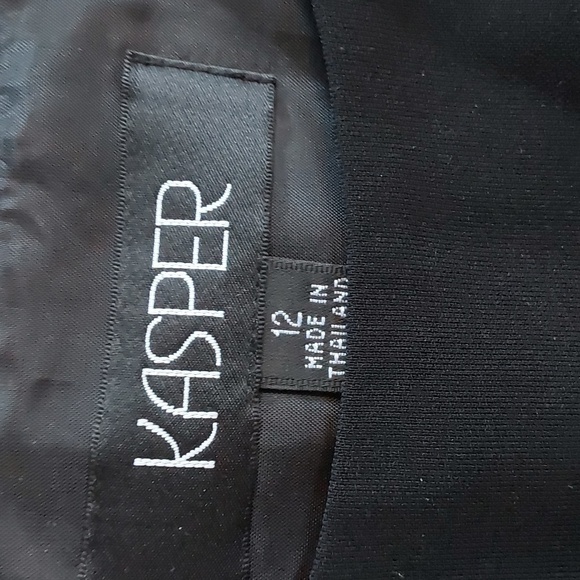 KASPER
12
MADE IN
THAILAND